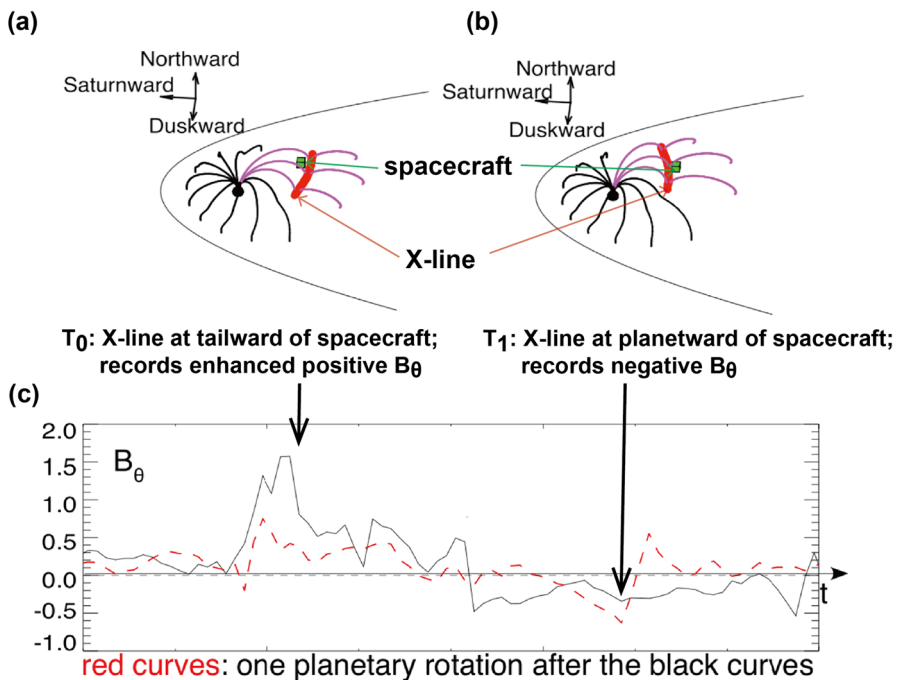 (a)
(b)
Northward
Saturnward
Duskward
Northward
Saturnward
Duskward
spacecraft
X-line
T0: X-line at tailward of spacecraft;
records enhanced positive Bθ
T1: X-line at planetward of spacecraft;
records negative Bθ
(c)
2.0
1.5
1.0
0.5
0.0
-0.5
-1.0
Bθ
t
red curves: one planetary rotation after the black curves